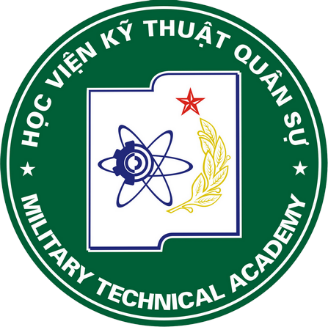 HỌC VIỆN KỸ THUẬT QUÂN SỰ
MILITARY TECHNICAL ACADEMY